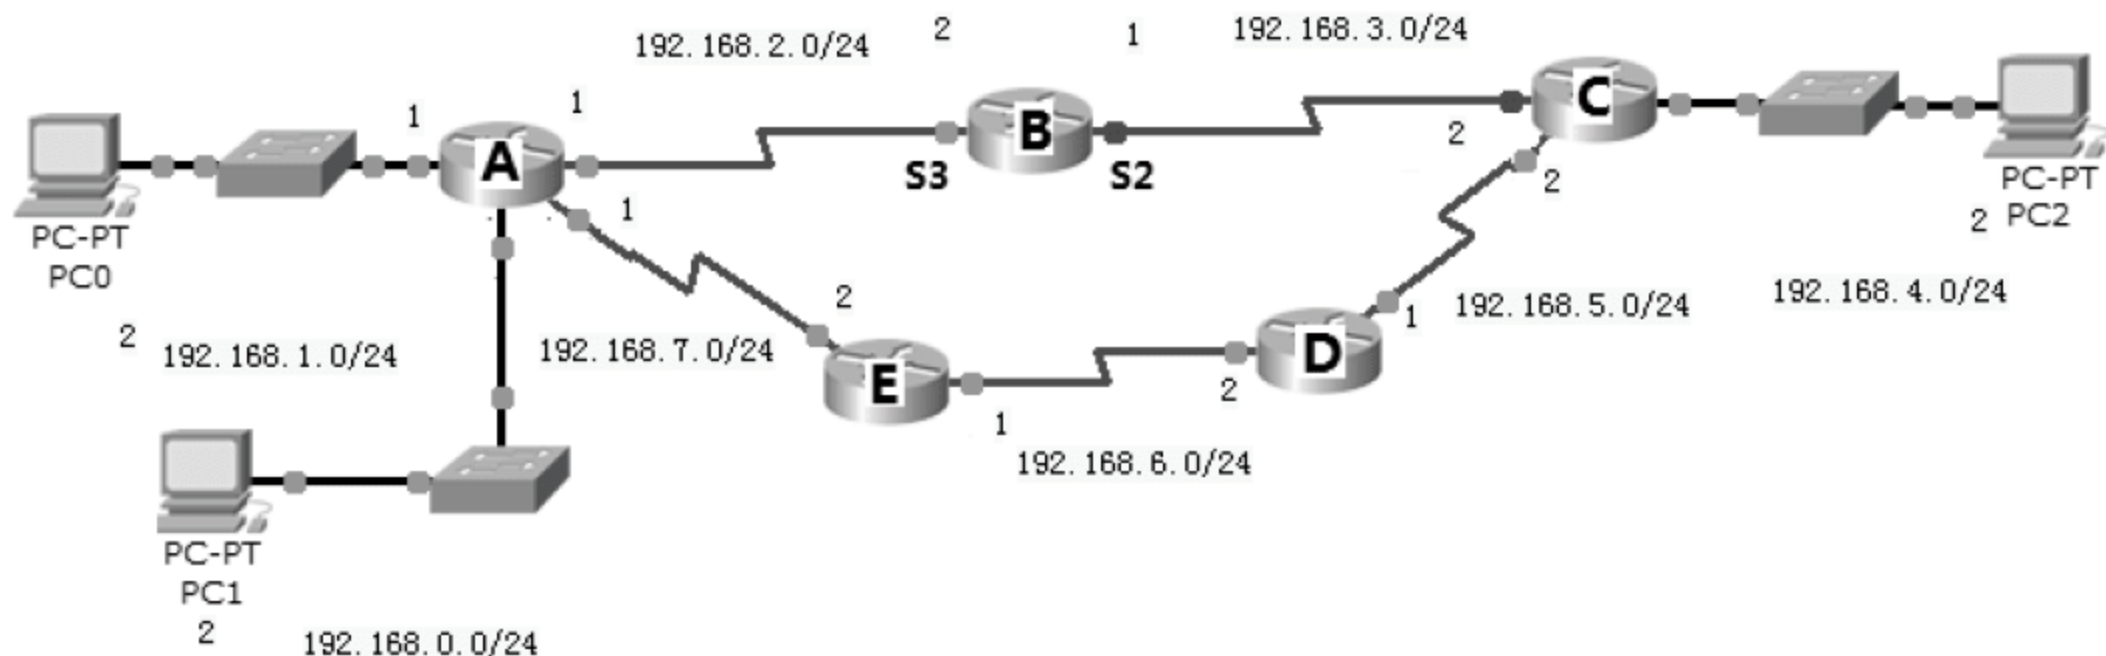 192. 168. 2. 0/24
2
1
192. 168. 3. 0/24
1
1
A
B
C
S3
S2
2
2
PC-PT
PC0
PC-PT
PC2
2
1
2
2
192. 168. 1. 0/24
192. 168. 7. 0/24
E
D
1
192. 168. 5. 0/24
192. 168. 4. 0/24
2
1
192. 168. 6. 0/24
PC-PT
PC1
2
192. 168. 0. 0/24